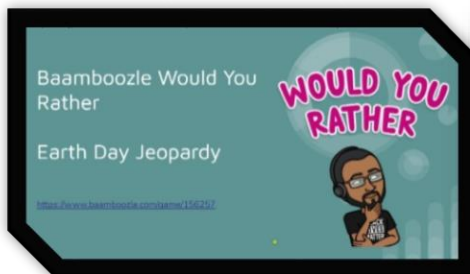 Baamboozle Would You
Rather
Earth Day Jeopardy
https://www.baamboozle.com/game/156257
WOULD YOU
RATHER